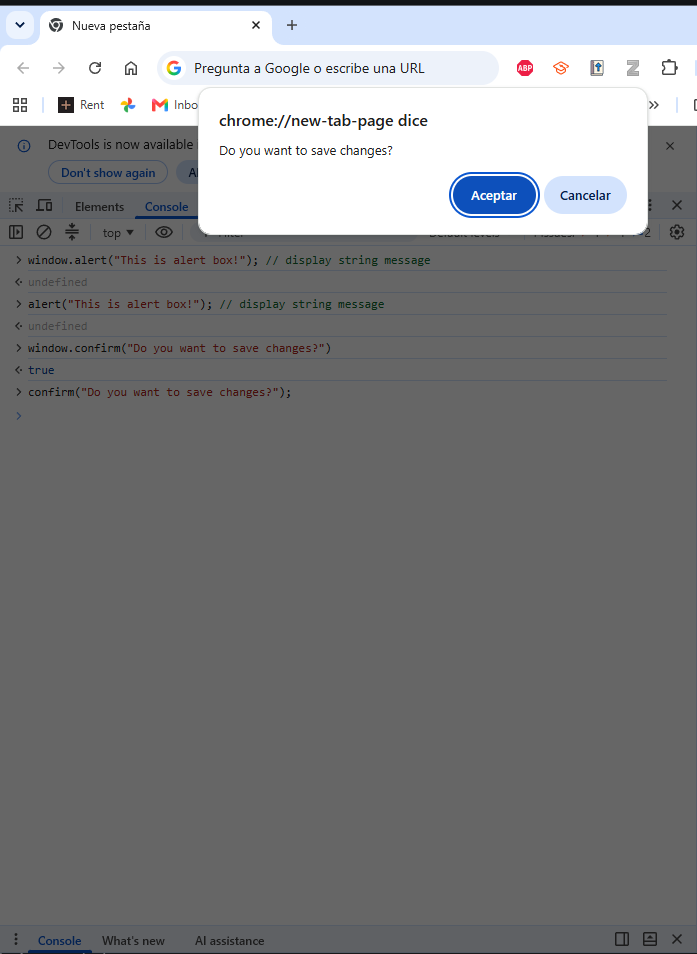 Nueva pestaña
Pregunta a Google o escribe una URL
ABP
Rent
Inbo
chrome://new-tab-page dice
Do you want to save changes?
Aceptar
Cancelar
DevTools is now available
Don't show again
Elements
Console
top
window.alert("This is alert box!"); // display string message
undefined
alert("This is alert box!"); // display string message
undefined
window.confirm("Do you want to save changes?")
true
confirm("Do you want to save changes?");
Console
What's new
AI assistance